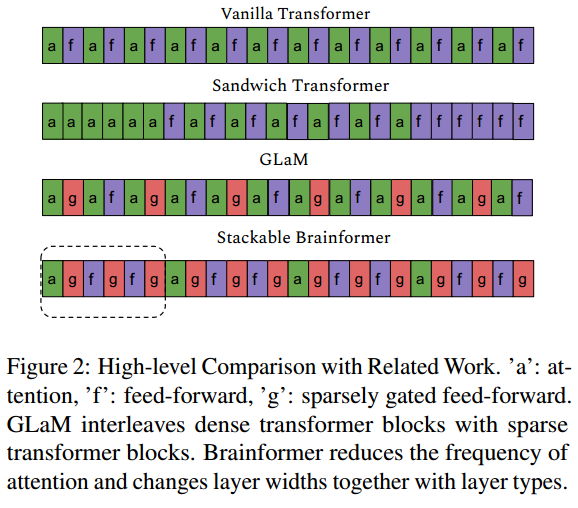 Vanilla Transformer
a f a f a f a f a f a f a f a f a f a f a f a f
Sandwich Transformer
a a a a a a f a f a f a f a f a f a f f f f f f
GLaM
a g a f a g a f a g a f a g a f a g a f a g a f
Stackable Brainformer
a g f g f g a g f g f g a g f g f g a g f g f g
Figure 2: High-level Comparison with Related Work. ’a’: at-
tention, ’f’: feed-forward, ’g’: sparsely gated feed-forward.
GLaM interleaves dense transformer blocks with sparse
transformer blocks. Brainformer reduces the frequency of
attention and changes layer widths together with layer types.